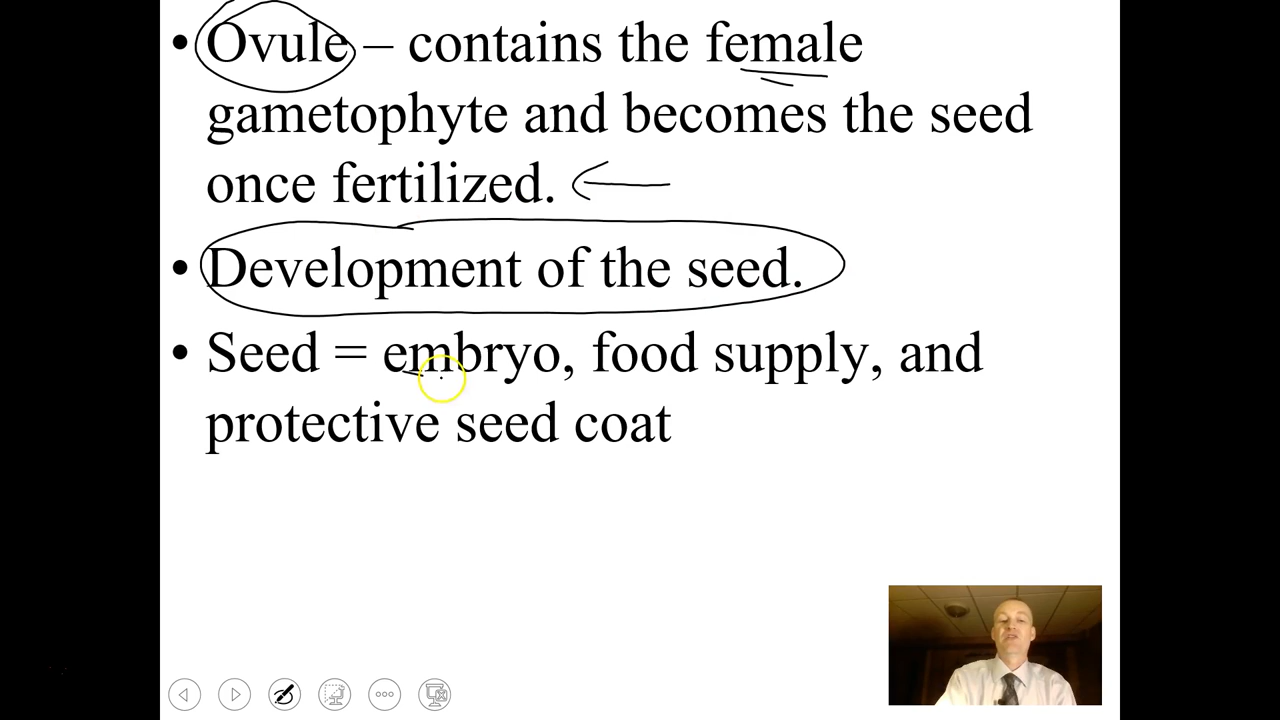 • Ovule – contains the female
gametophyte and becomes the seed
once fertilized.
• Development of the seed.
• Seed = embryo, food supply, and
protective seed coat